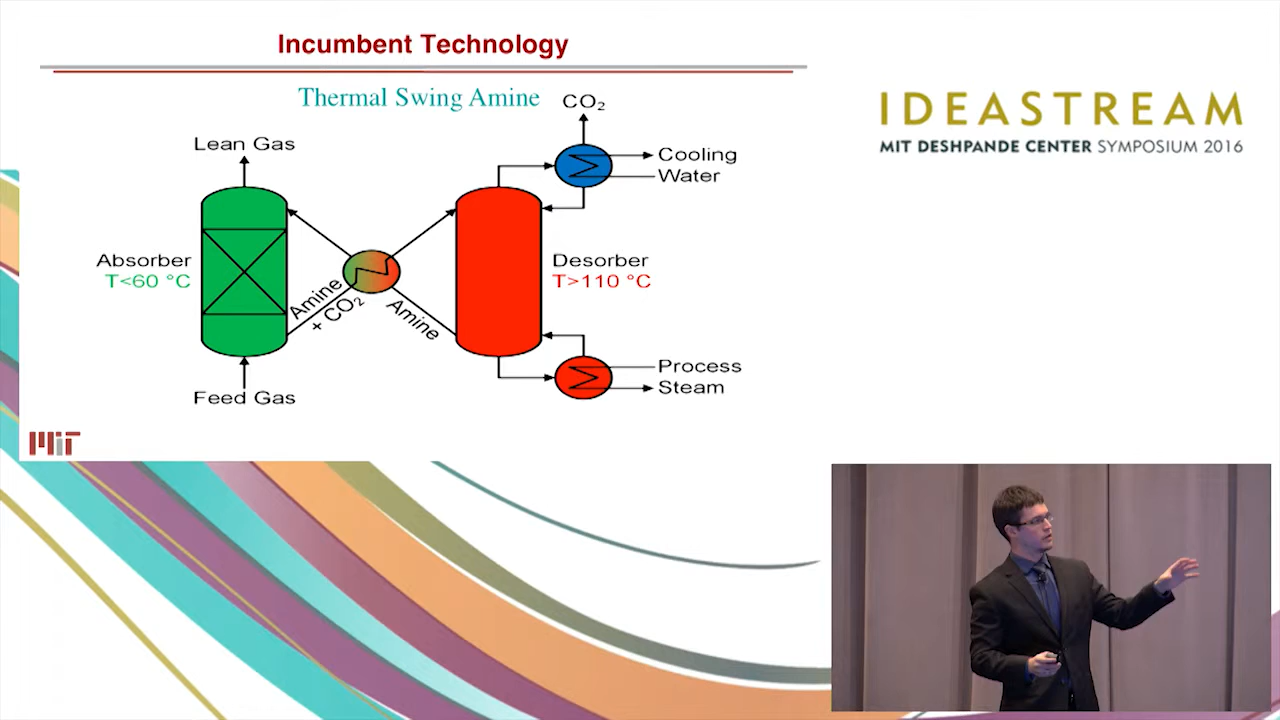 Incumbent Technology
Thermal Swing Amine
CO₂
Lean Gas
Cooling
Water
Absorber
T<60 °C
Desorber
T>110 °C
Amine
+ CO₂
Amine
Process
Steam
Feed Gas
MIT
IDEASTREAM
MIT DESHPANDE CENTER SYMPOSIUM 2016